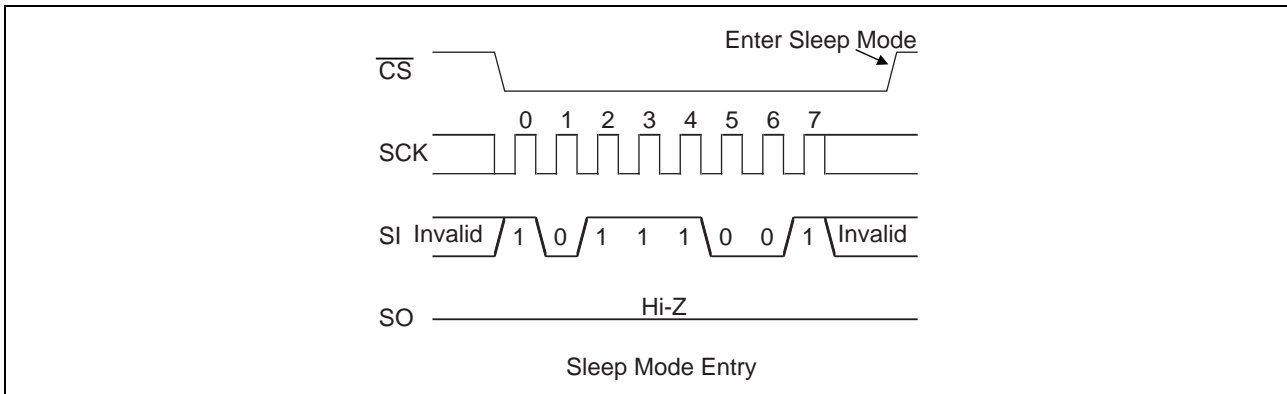 Enter Sleep Mode
CS
0 1 2 3 4 5 6 7
SCK
SI Invalid 1 0 1 1 1 0 0 1 Invalid
Hi-Z
SO
Sleep Mode Entry